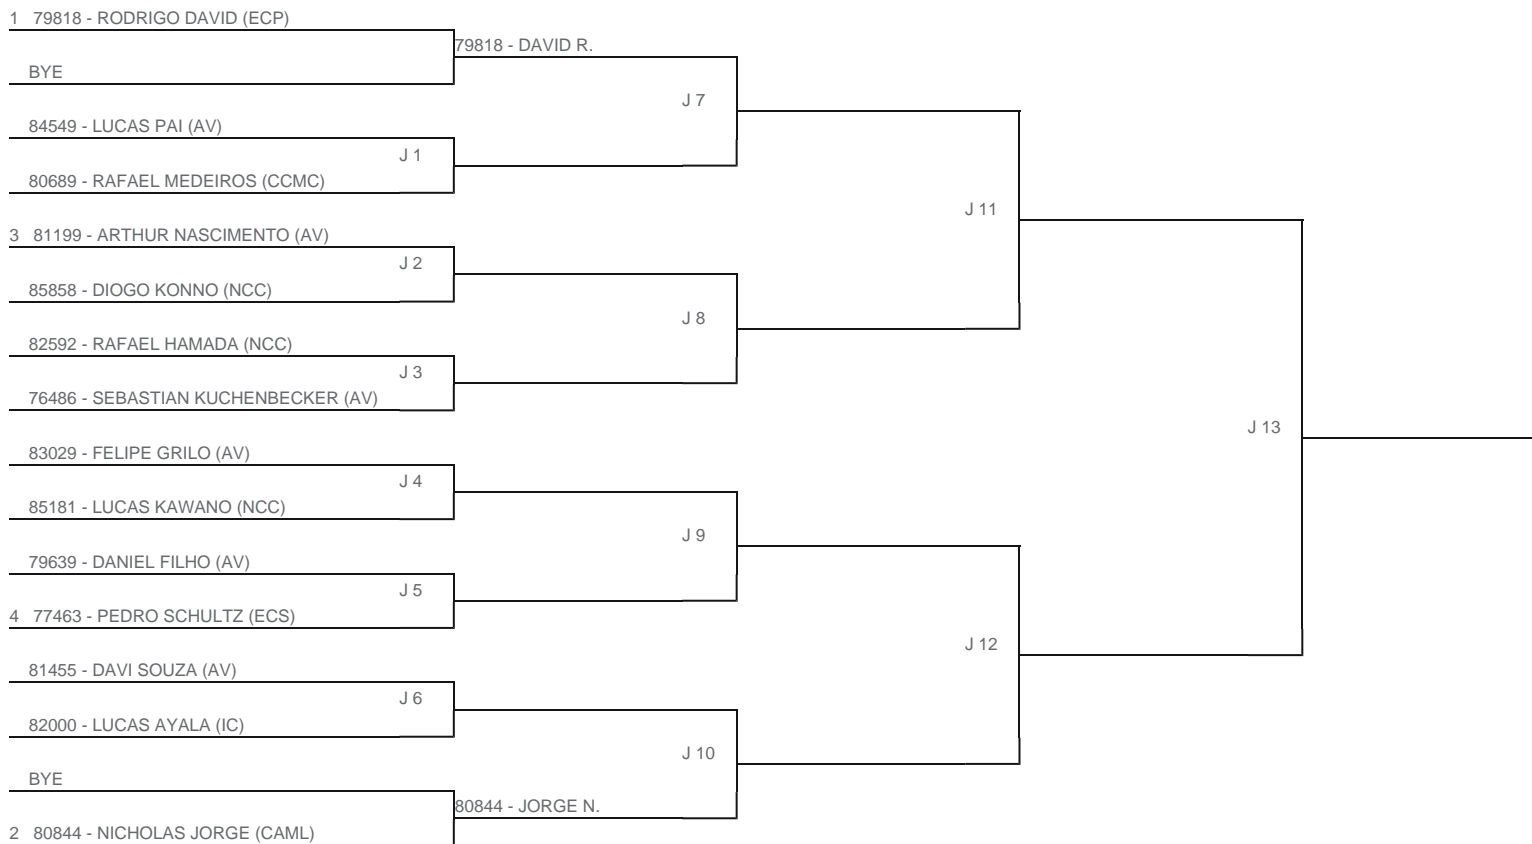 1 79818 - RODRIGO DAVID (ECP)
79818 - DAVID R.
BYE
J 7
84549 - LUCAS PAI (AV)
J 1
80689 - RAFAEL MEDEIROS (CCMC)
J 11
3 81199 - ARTHUR NASCIMENTO (AV)
J 2
85858 - DIOGO KONNO (NCC)
J 8
82592 - RAFAEL HAMADA (NCC)
J 3
76486 - SEBASTIAN KUCHENBECKER (AV)
J 13
83029 - FELIPE GRILO (AV)
J 4
85181 - LUCAS KAWANO (NCC)
J 9
79639 - DANIEL FILHO (AV)
J 5
4 77463 - PEDRO SCHULTZ (ECS)
J 12
81455 - DAVI SOUZA (AV)
J 6
82000 - LUCAS AYALA (IC)
J 10
BYE
80844 - JORGE N.
2 80844 - NICHOLAS JORGE (CAML)